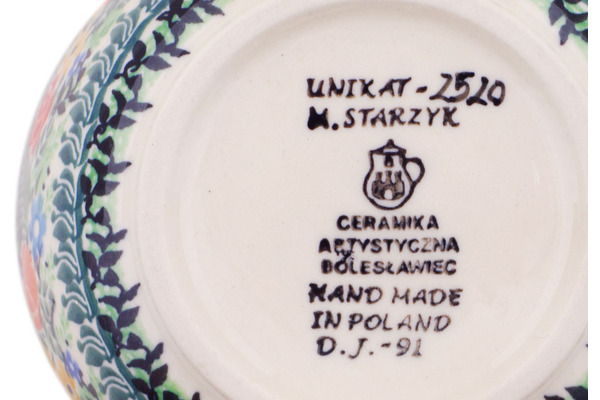 UNIKAT-2520
M. STARZYK
CERAMIKA
ARTYSTYCZNA
BOLESŁAWIEC
HAND MADE
IN POLAND
D.J.-91